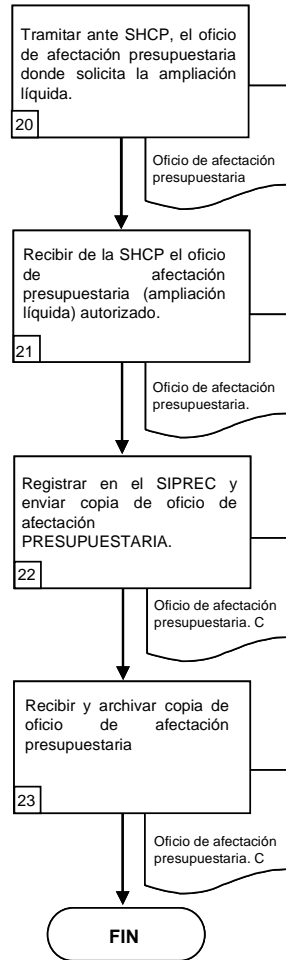 Tramitar ante SHCP, el oficio
de afectación presupuestaria
donde solicita la ampliación
líquida.
20
Oficio de afectación
presupuestaria
Recibir de la SHCP el oficio
de afectación
presupuestaria (ampliación
líquida) autorizado.
21
Oficio de afectación
presupuestaria.
Registrar en el SIPREC y
enviar copia de oficio de
afectación
PRESUPUESTARIA.
22
Oficio de afectación
presupuestaria. C
Recibir y archivar copia de
oficio de afectación
presupuestaria
23
Oficio de afectación
presupuestaria. C
FIN